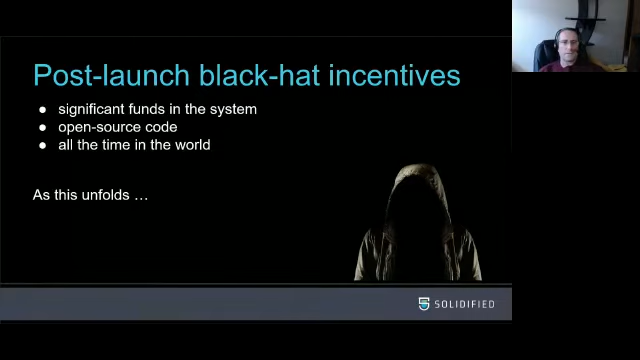 Post-launch black-hat incentives
● significant funds in the system
● open-source code
● all the time in the world
As this unfolds …
SOLIDIFIED